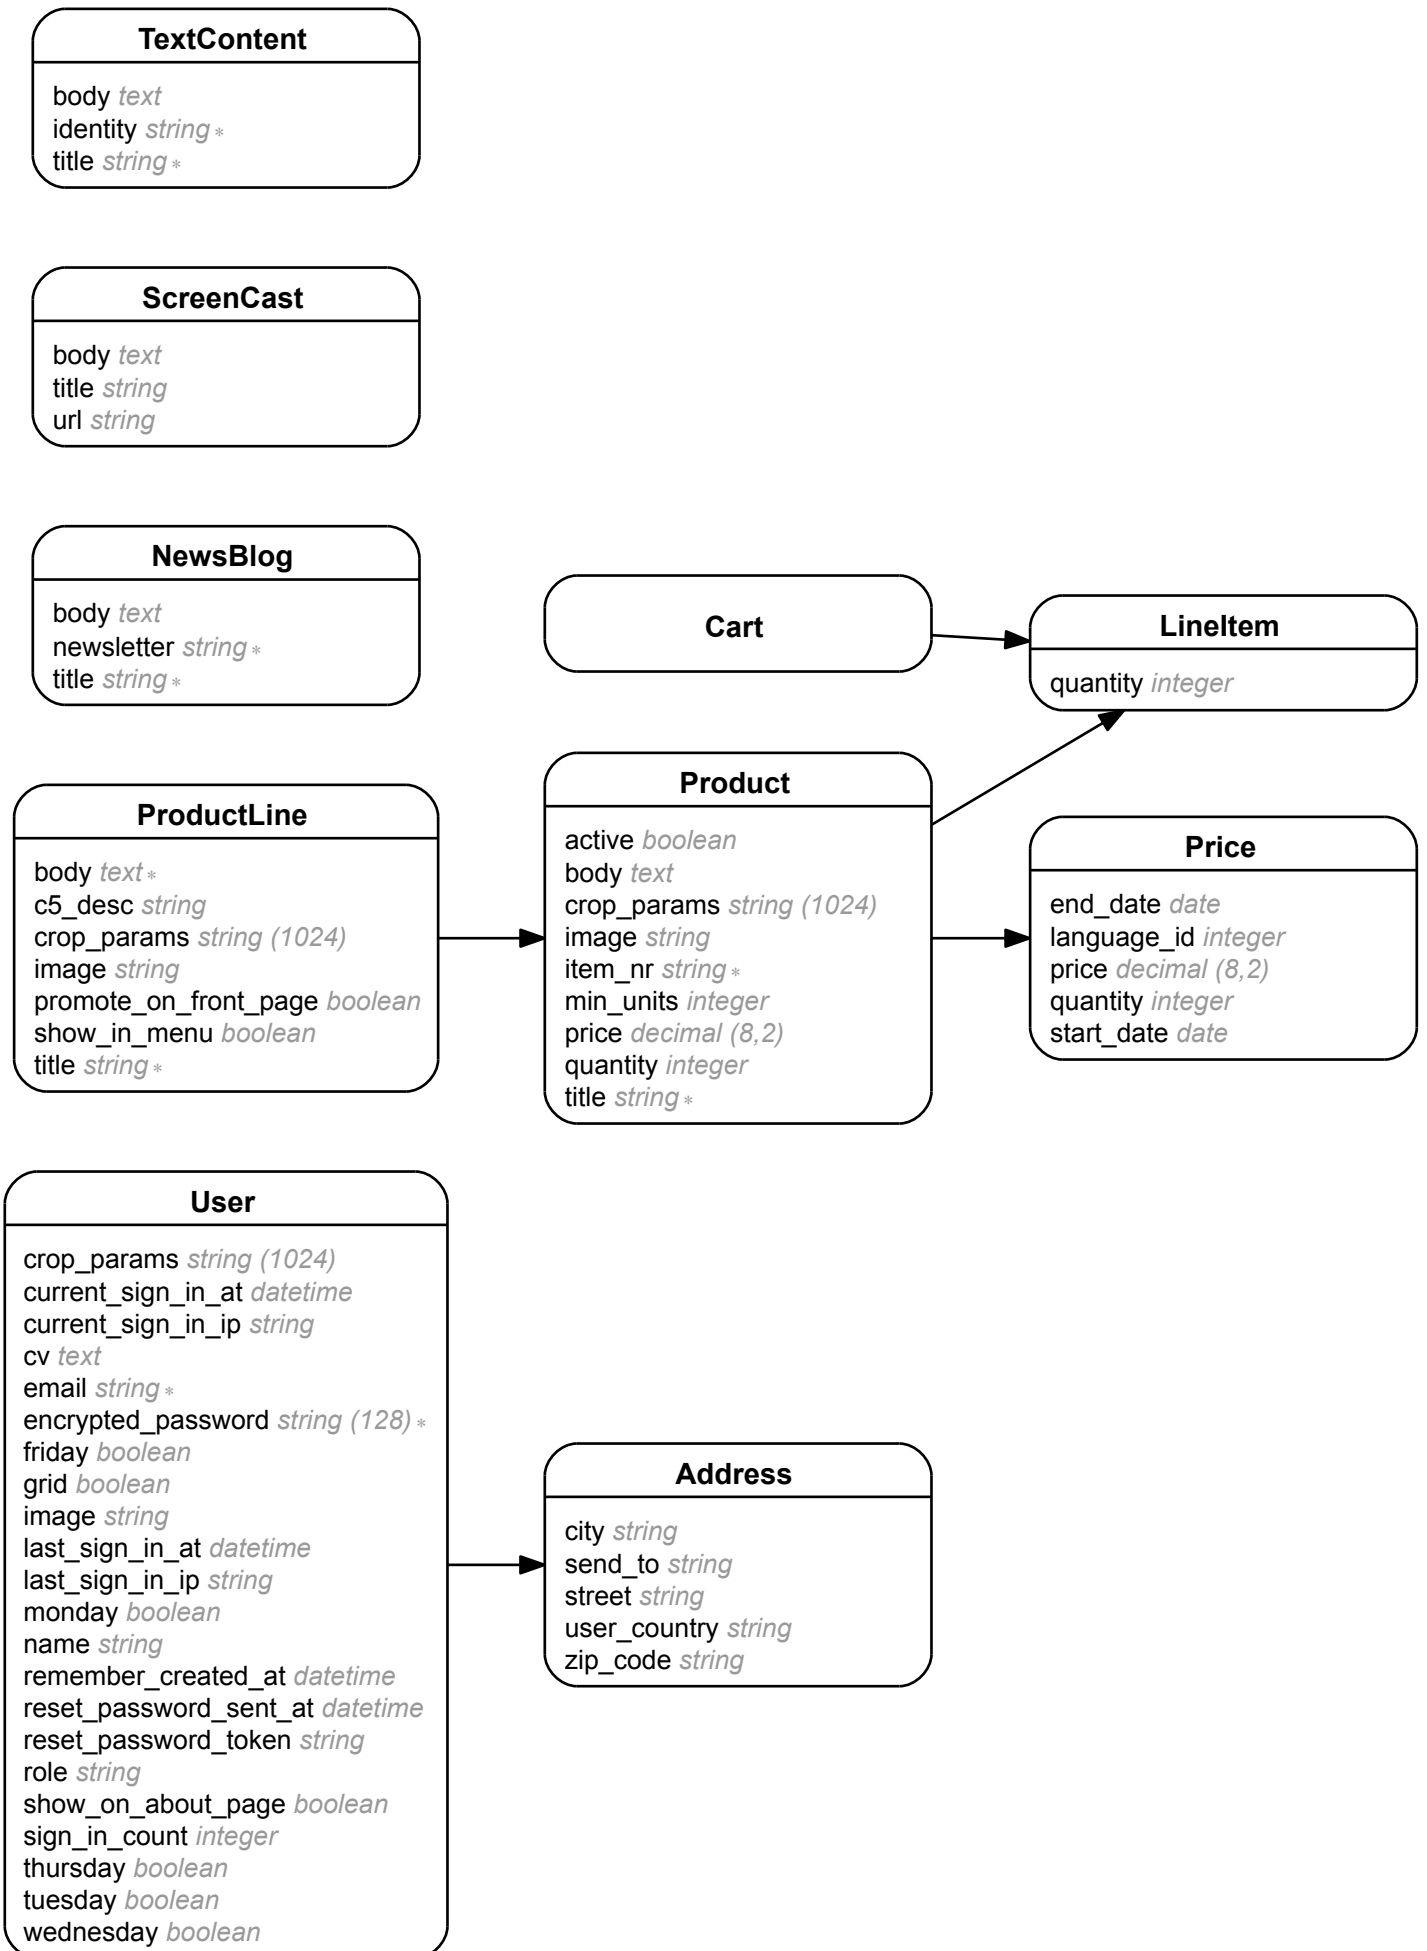 TextContent
body text
identity string *
title string *
ScreenCast
body text
title string
url string
NewsBlog
body text
newsletter string *
title string *
Cart
LineItem
quantity integer
ProductLine
body text *
c5_desc string
crop_params string (1024)
image string
promote_on_front_page boolean
show_in_menu boolean
title string *
Product
active boolean
body text
crop_params string (1024)
image string
item_nr string *
min_units integer
price decimal (8,2)
quantity integer
title string *
Price
end_date date
language_id integer
price decimal (8,2)
quantity integer
start_date date
User
crop_params string (1024)
current_sign_in_at datetime
current_sign_in_ip string
cv text
email string *
encrypted_password string (128) *
friday boolean
grid boolean
image string
last_sign_in_at datetime
last_sign_in_ip string
monday boolean
name string
remember_created_at datetime
reset_password_sent_at datetime
reset_password_token string
role string
show_on_about_page boolean
sign_in_count integer
thursday boolean
tuesday boolean
wednesday boolean
Address
city string
send_to string
street string
user_country string
zip_code string